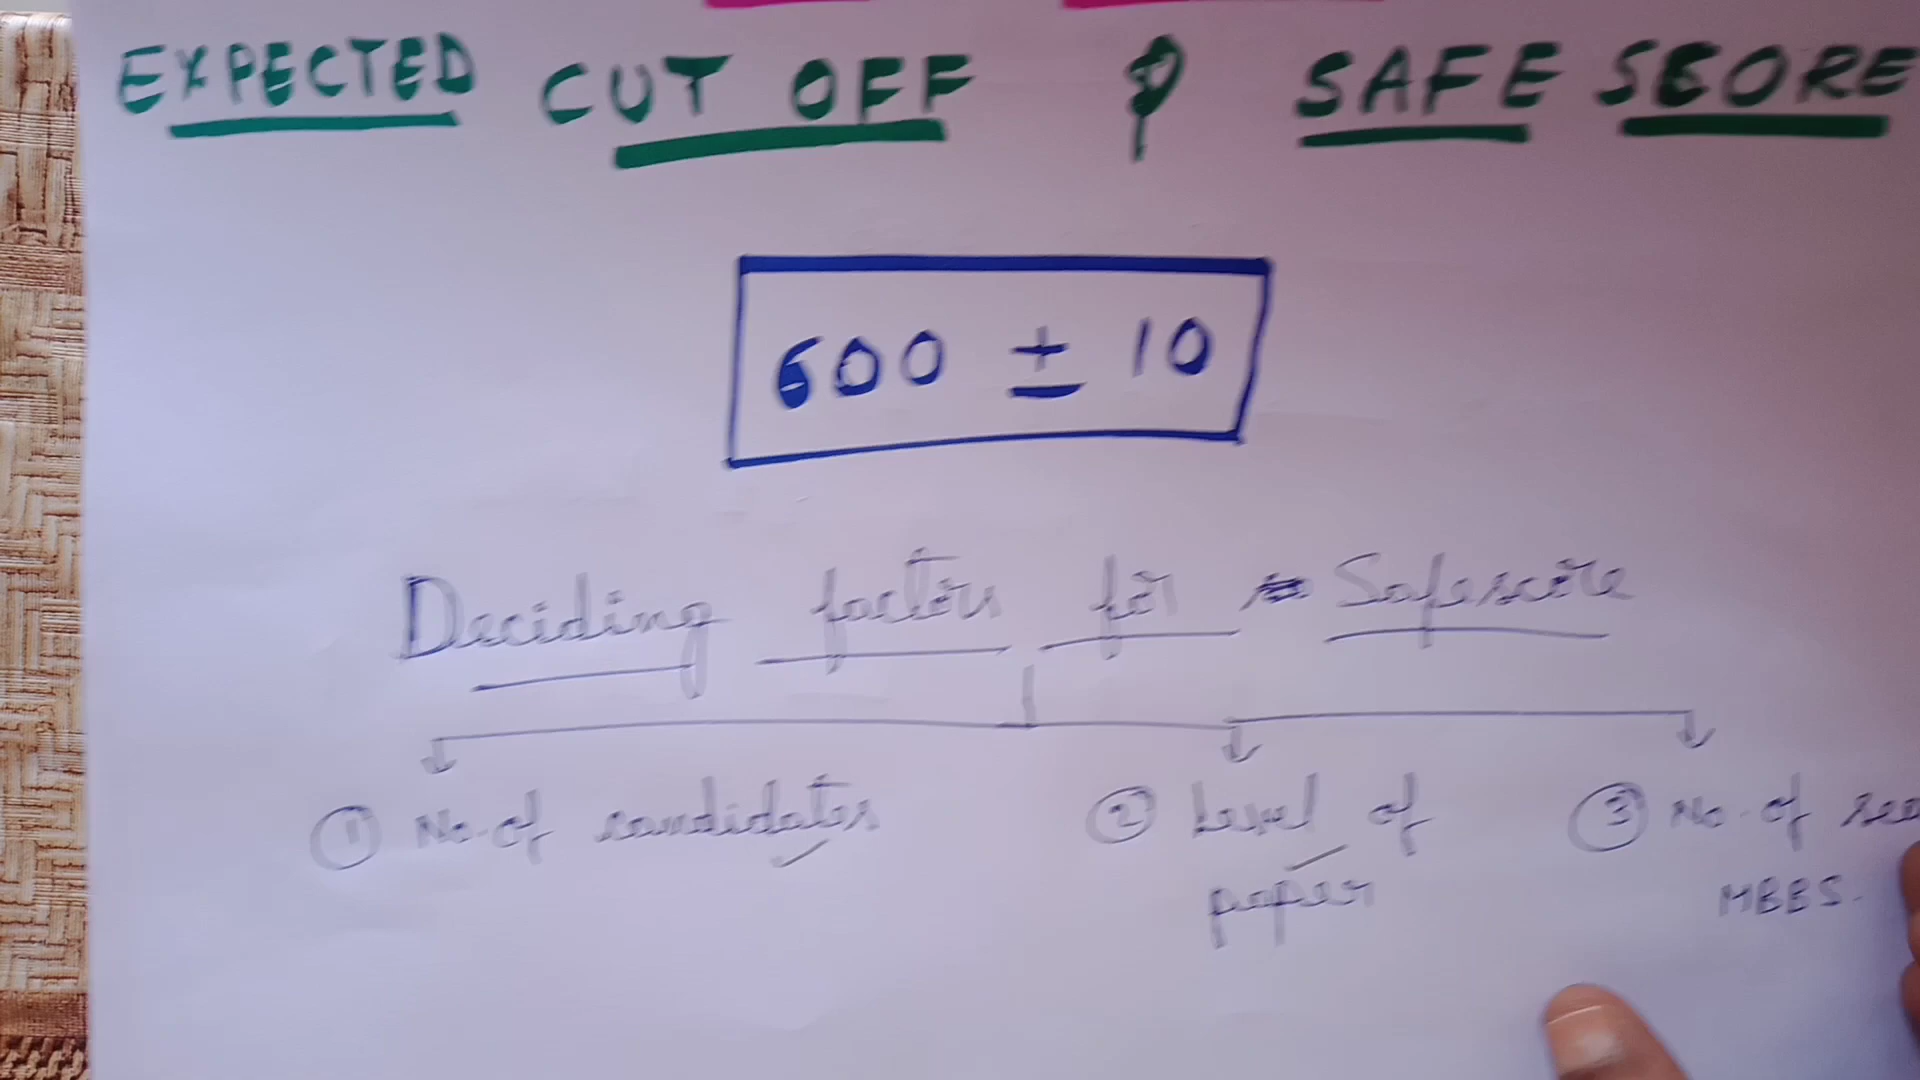 EXPECTED CUT OFF & SAFE SCORE
600 ± 10
Deciding factors for Safescore
① No. of candidates ② Level of paper ③ No. of
MBBS.